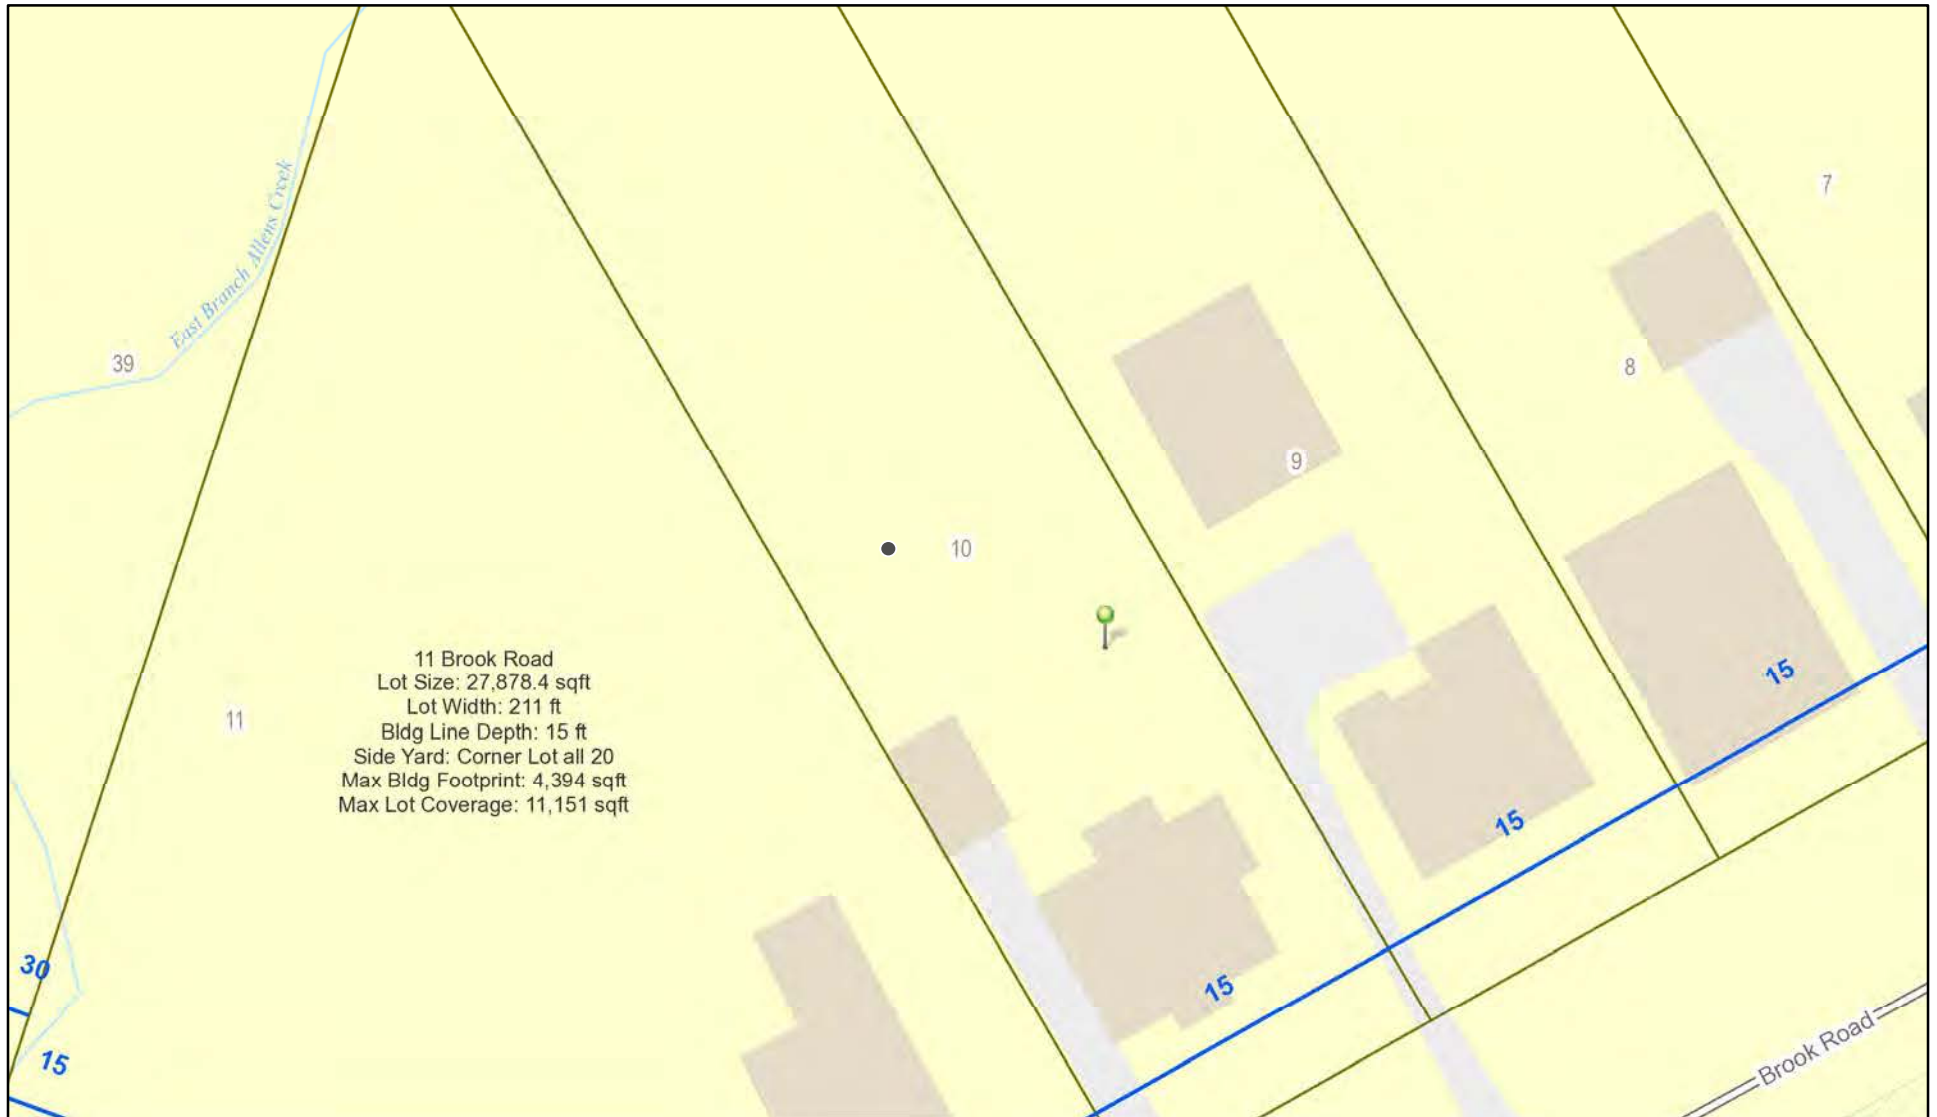 7
East Branch Allens Creek
39
8
9
10
11 Brook Road
Lot Size: 27,878.4 sqft
Lot Width: 211 ft
Bldg Line Depth: 15 ft
Side Yard: Corner Lot all 20
Max Bldg Footprint: 4,394 sqft
Max Lot Coverage: 11,151 sqft
11
15
15
30
15
15
Brook Road